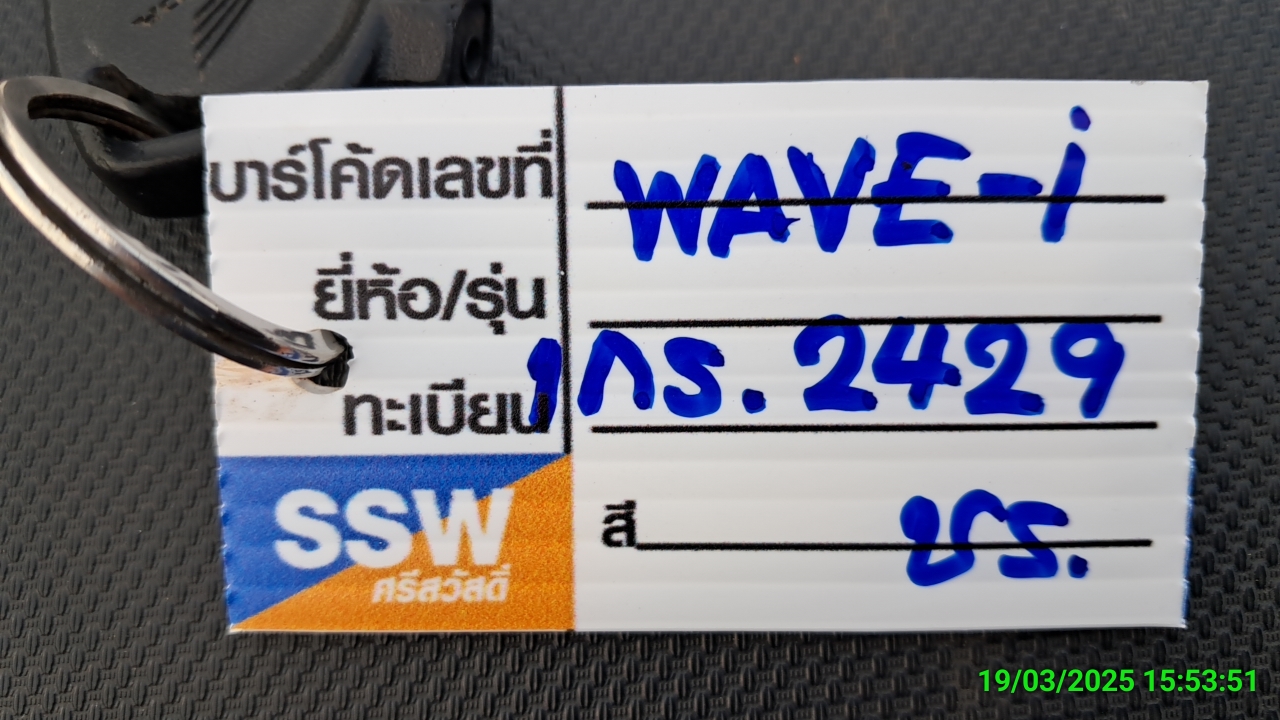 บาร์โค้ดเลขที่ WAVE-i
ยี่ห้อ/รุ่น
ทะเบียน 1กร. 2429
สี ชร.
SSW
ศรีสวัสดิ์
19/03/2025 15:53:51